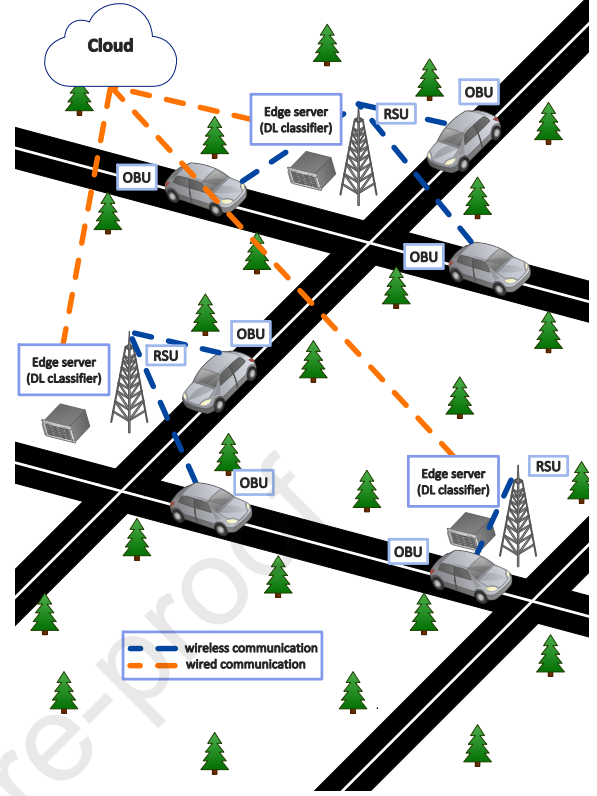 Cloud
OBU
Edge server
(DL classifier)
RSU
OBU
OBU
OBU
RSU
Edge server
(DL cLassifier)
OBU
Edge server
(DL classifier)
RSU
OBU
wireless communication
wired communication
re-proof